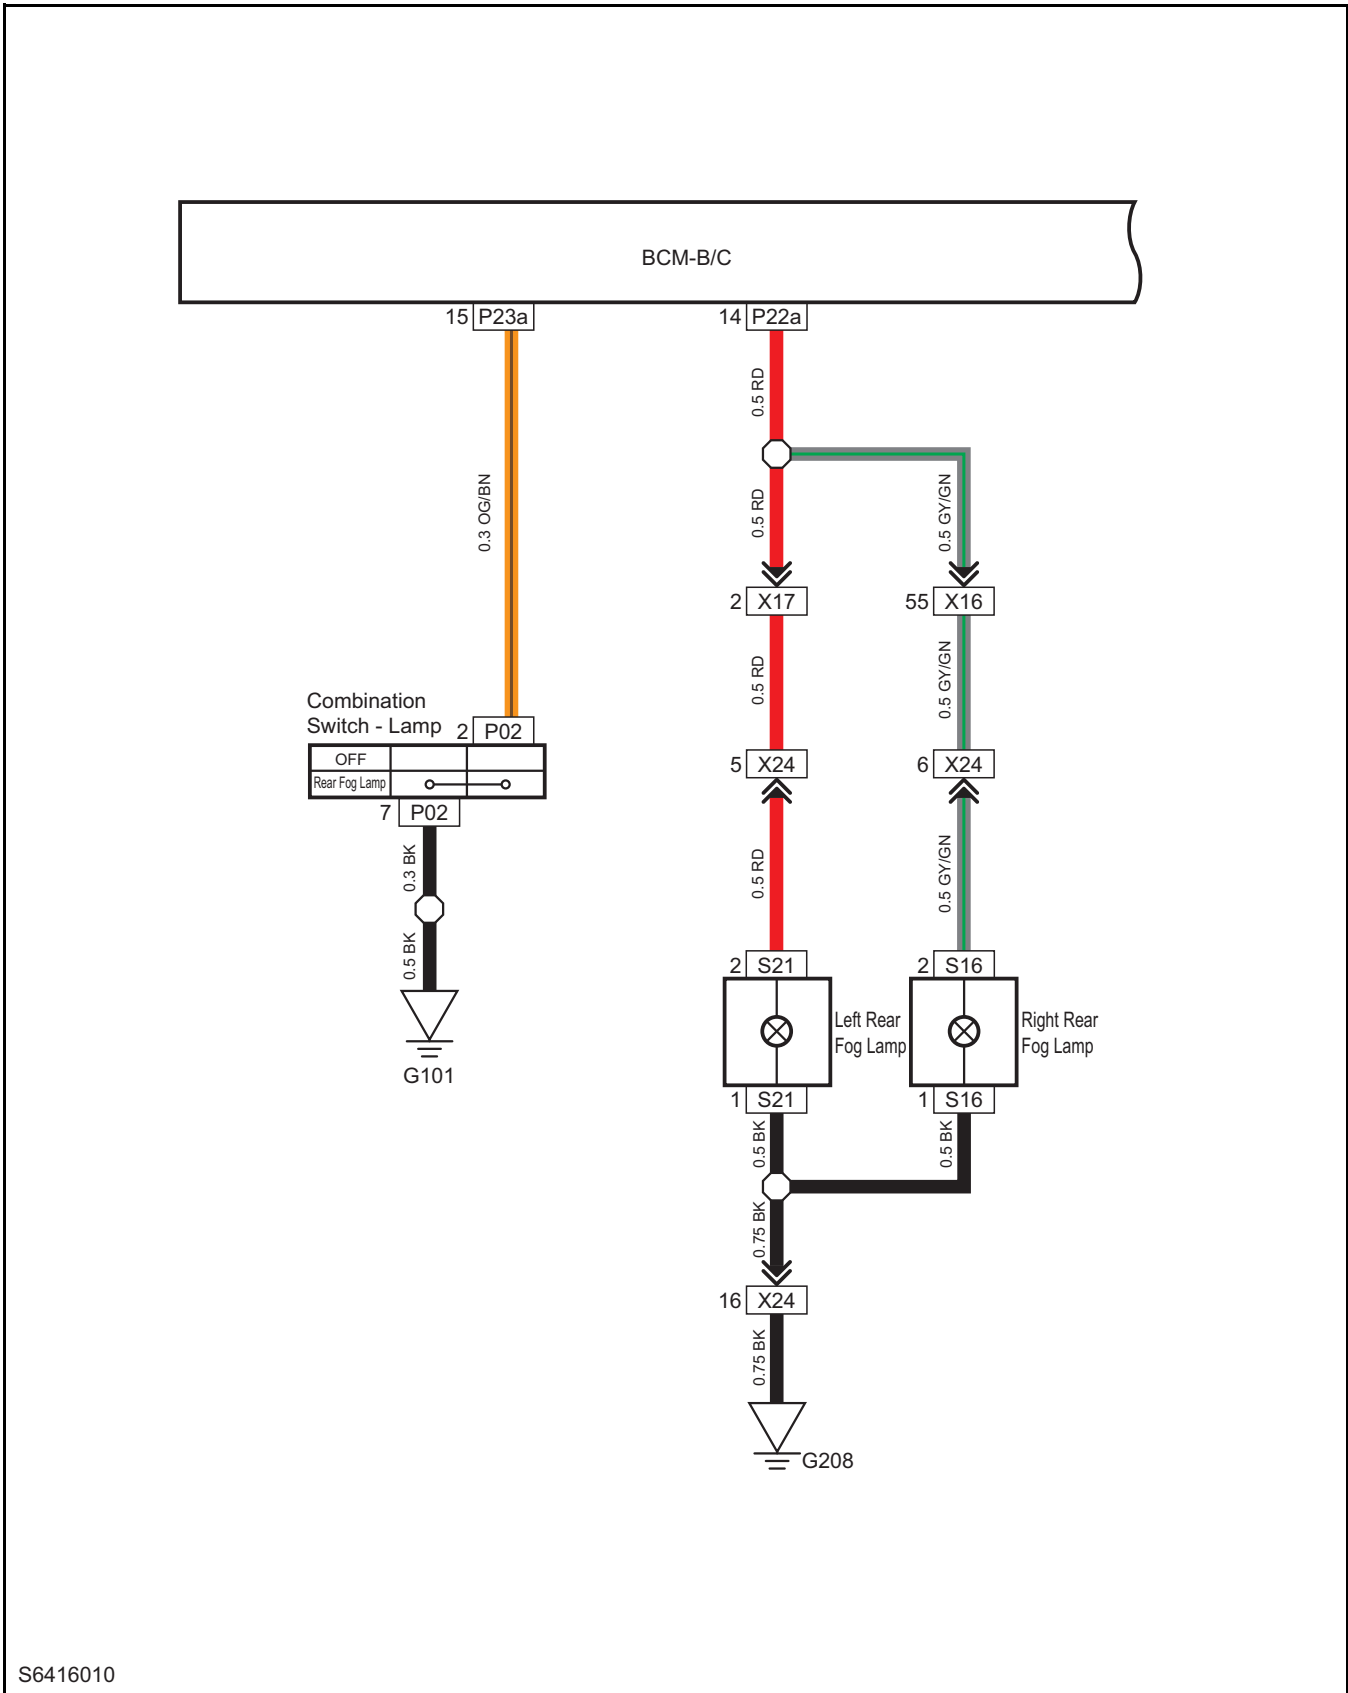 BCM-B/C
15 P23a
14 P22a
0.5 RD
0.3 OG/BN
0.5 RD
0.5 GY/GN
2 X17
55 X16
0.5 RD
0.5 GY/GN
Combination
Switch - Lamp
2 P02
OFF
Rear Fog Lamp
7 P02
5 X24
6 X24
0.3 BK
0.5 RD
0.5 GY/GN
0.5 BK
G101
2 S21
2 S16
Left Rear
Fog Lamp
Right Rear
Fog Lamp
1 S21
1 S16
0.5 BK
0.5 BK
0.75 BK
16 X24
0.75 BK
G208
S6416010